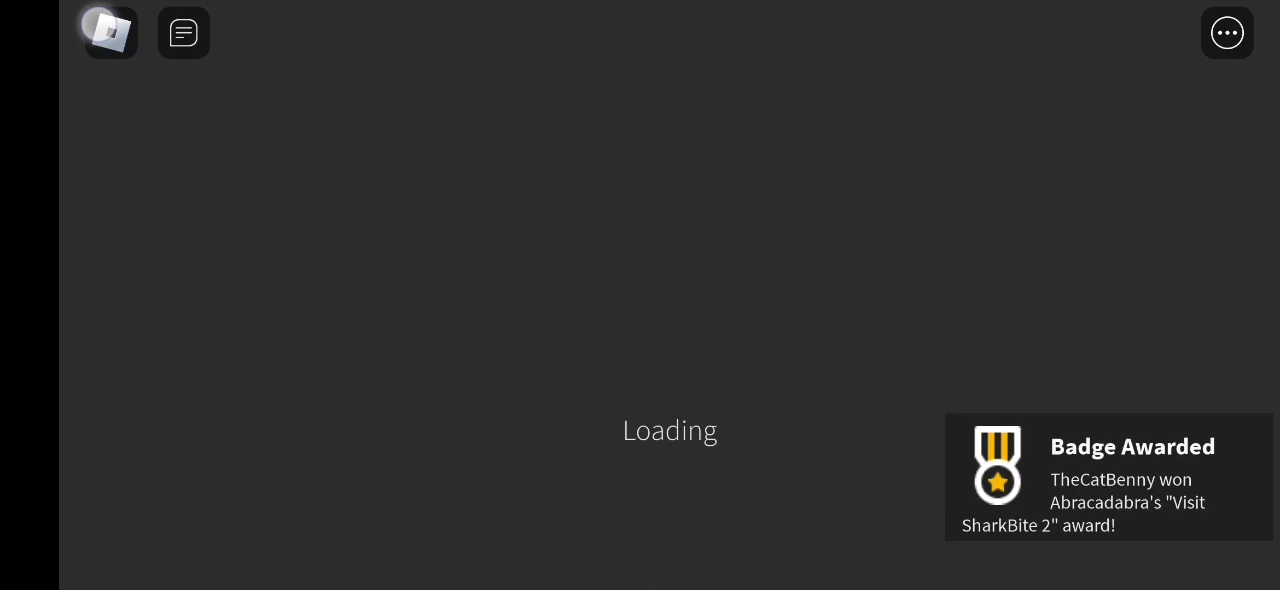 Loading
Badge Awarded
TheCatBenny won
Abracadabra's "Visit
SharkBite 2" award!